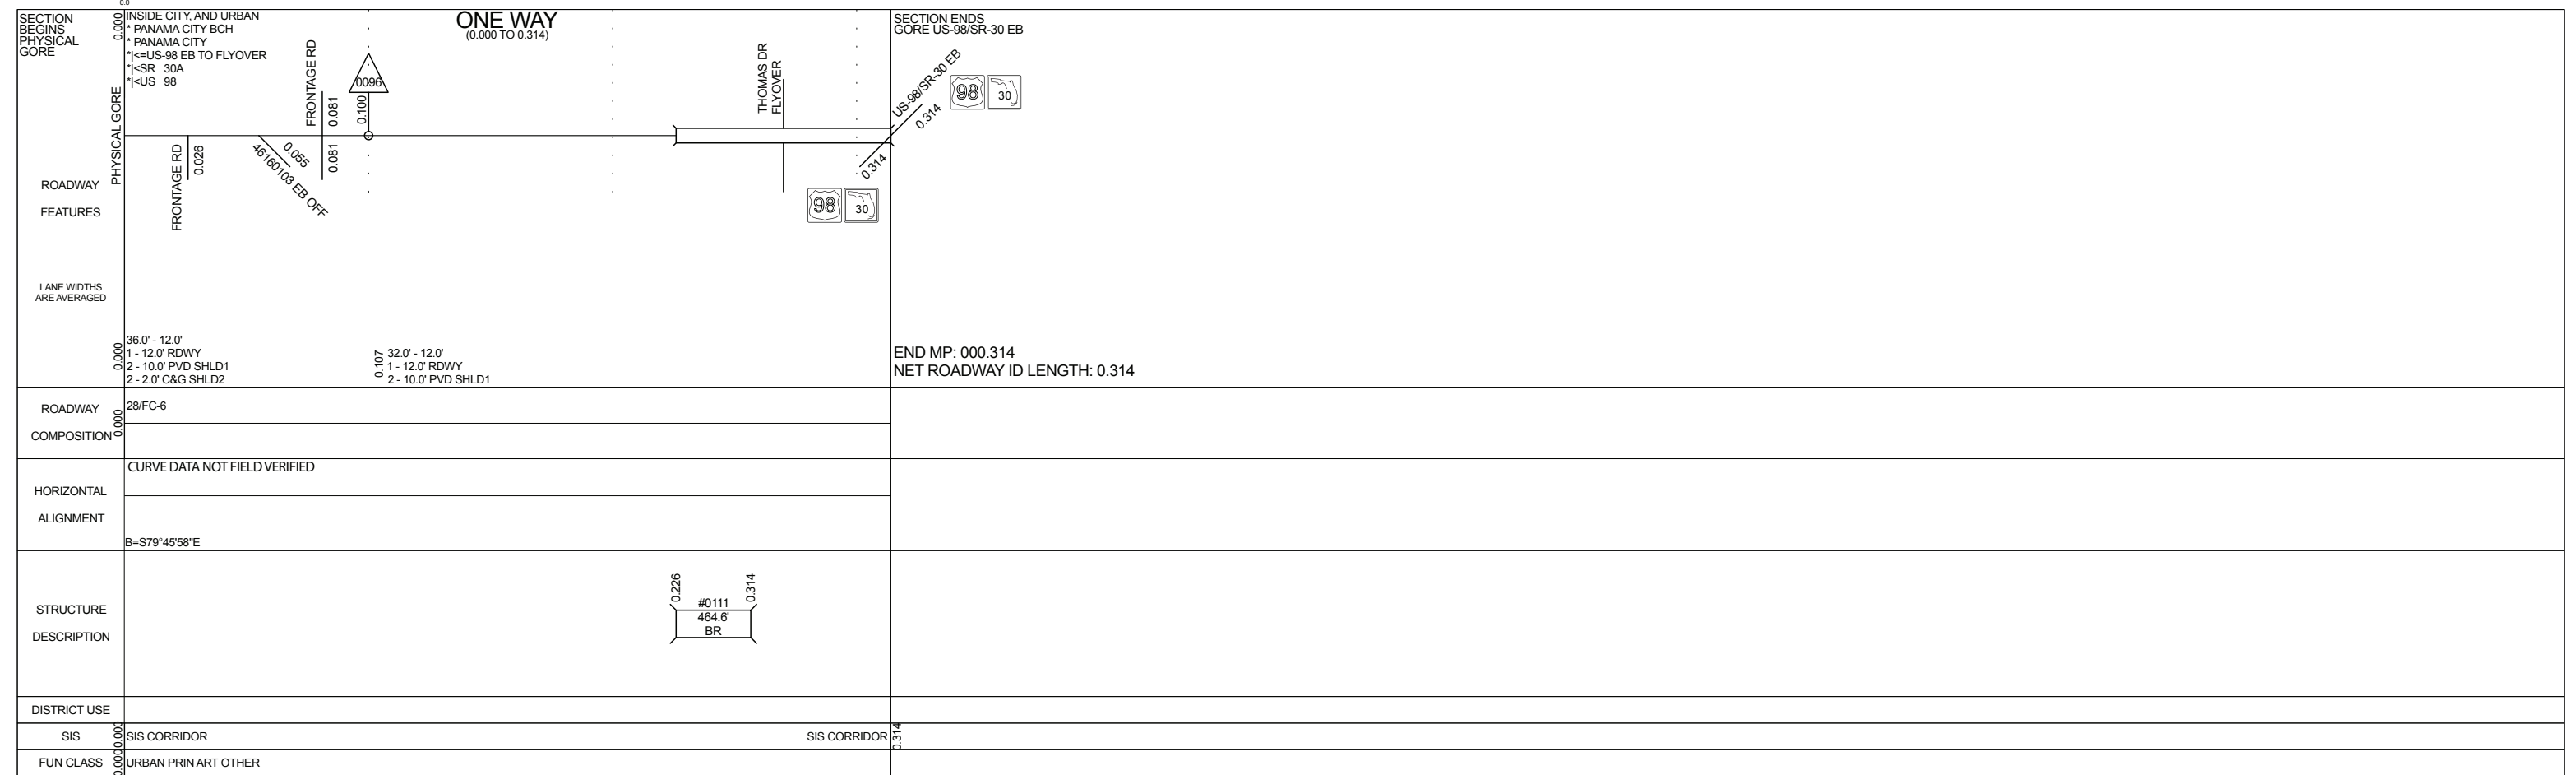 0.0
SECTION
BEGINS
PHYSICAL
GORE
0.000
INSIDE CITY, AND URBAN
* PANAMA CITY BCH
* PANAMA CITY
*|<=US-98 EB TO FLYOVER
*|<SR 30A
*|<US 98
ONE WAY
(0.000 TO 0.314)
SECTION ENDS
GORE US-98/SR-30 EB
PHYSICAL GORE
FRONTAGE RD
0.026
0.055
46160103 EB OFF
FRONTAGE RD
0.081
0.081
0096
0.100
THOMAS DR
FLYOVER
US-98/SR-30 EB
0.314
0.314
98
30
98
30
ROADWAY
FEATURES
LANE WIDTHS
ARE AVERAGED
0.000
36.0' - 12.0'
1 - 12.0' RDWY
2 - 10.0' PVD SHLD1
2 - 2.0' C&G SHLD2
0.107
32.0' - 12.0'
1 - 12.0' RDWY
2 - 10.0' PVD SHLD1
END MP: 000.314
NET ROADWAY ID LENGTH: 0.314
ROADWAY
COMPOSITION
0.000
28/FC-6
HORIZONTAL
ALIGNMENT
CURVE DATA NOT FIELD VERIFIED
B=S79°45'58"E
STRUCTURE
DESCRIPTION
0.226
0.314
#0111
464.6'
BR
DISTRICT USE
SIS
0.000
SIS CORRIDOR
SIS CORRIDOR
0.314
FUN CLASS
0.000
URBAN PRIN ART OTHER